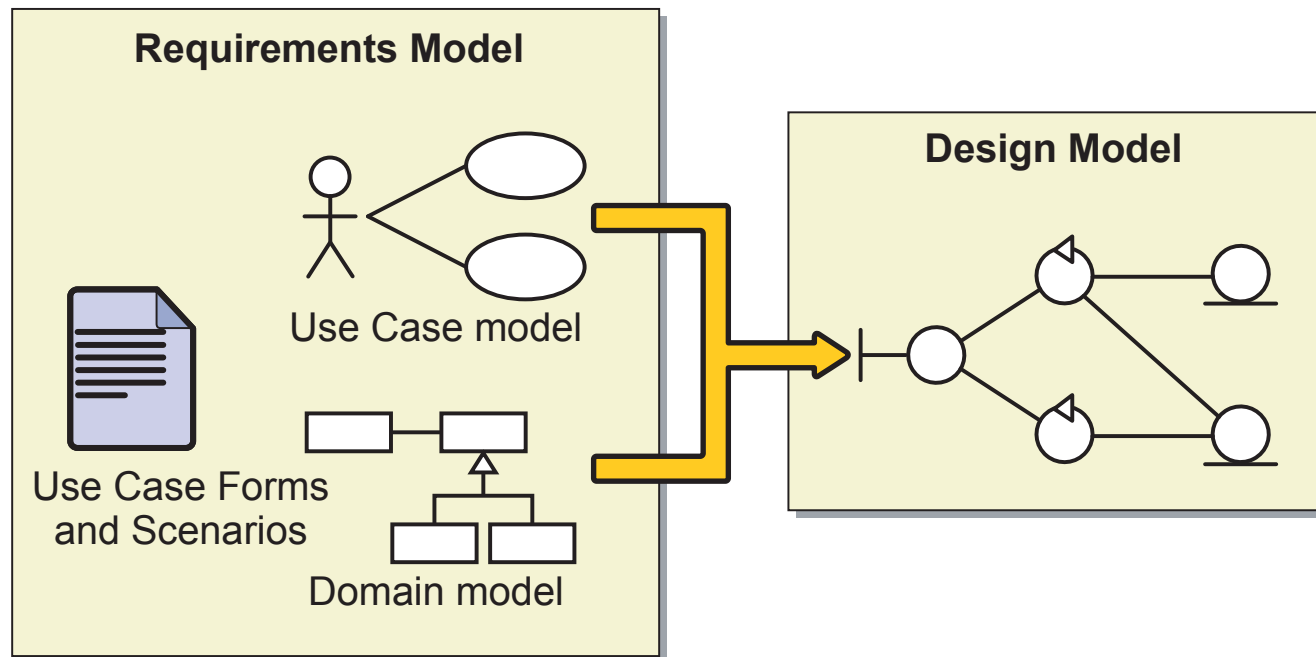 Requirements Model
Use Case model
Use Case Forms
and Scenarios
Domain model
Design Model